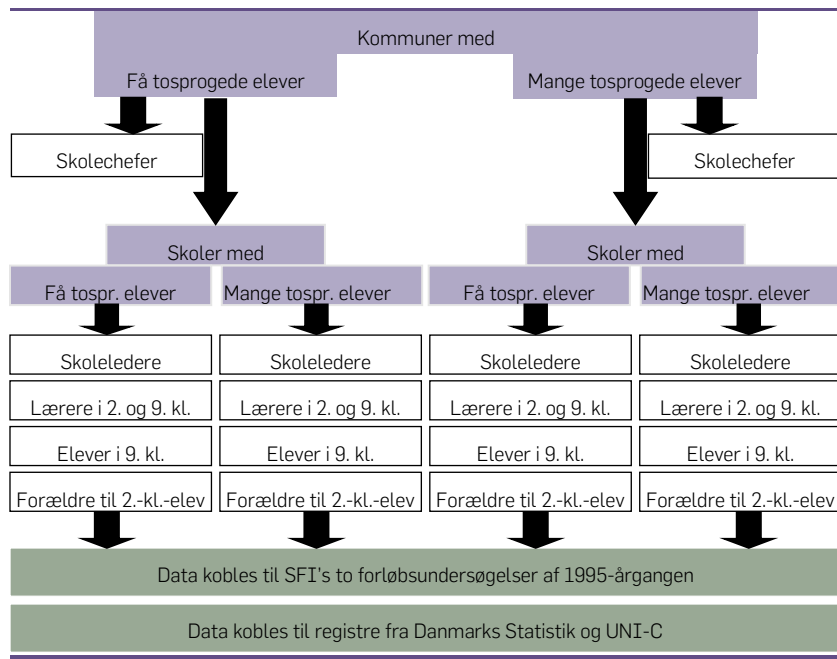 Kommuner med
Få tosprogede elever
Mange tosprogede elever
Skolechefer
Skolechefer
Skoler med
Skoler med
Få tospr. elever
Mange tospr. elever
Få tospr. elever
Mange tospr. elever
Skoleledere
Skoleledere
Skoleledere
Skoleledere
Lærere i 2. og 9. kl.
Lærere i 2. og 9. kl.
Lærere i 2. og 9. kl.
Lærere i 2. og 9. kl.
Elever i 9. kl.
Elever i 9. kl.
Elever i 9. kl.
Elever i 9. kl.
Forældre til 2.-kl.-elev
Forældre til 2.-kl.-elev
Forældre til 2.-kl.-elev
Forældre til 2.-kl.-elev
Data kobles til SFI's to forløbsundersøgelser af 1995-årgangen
Data kobles til registre fra Danmarks Statistik og UNI-C